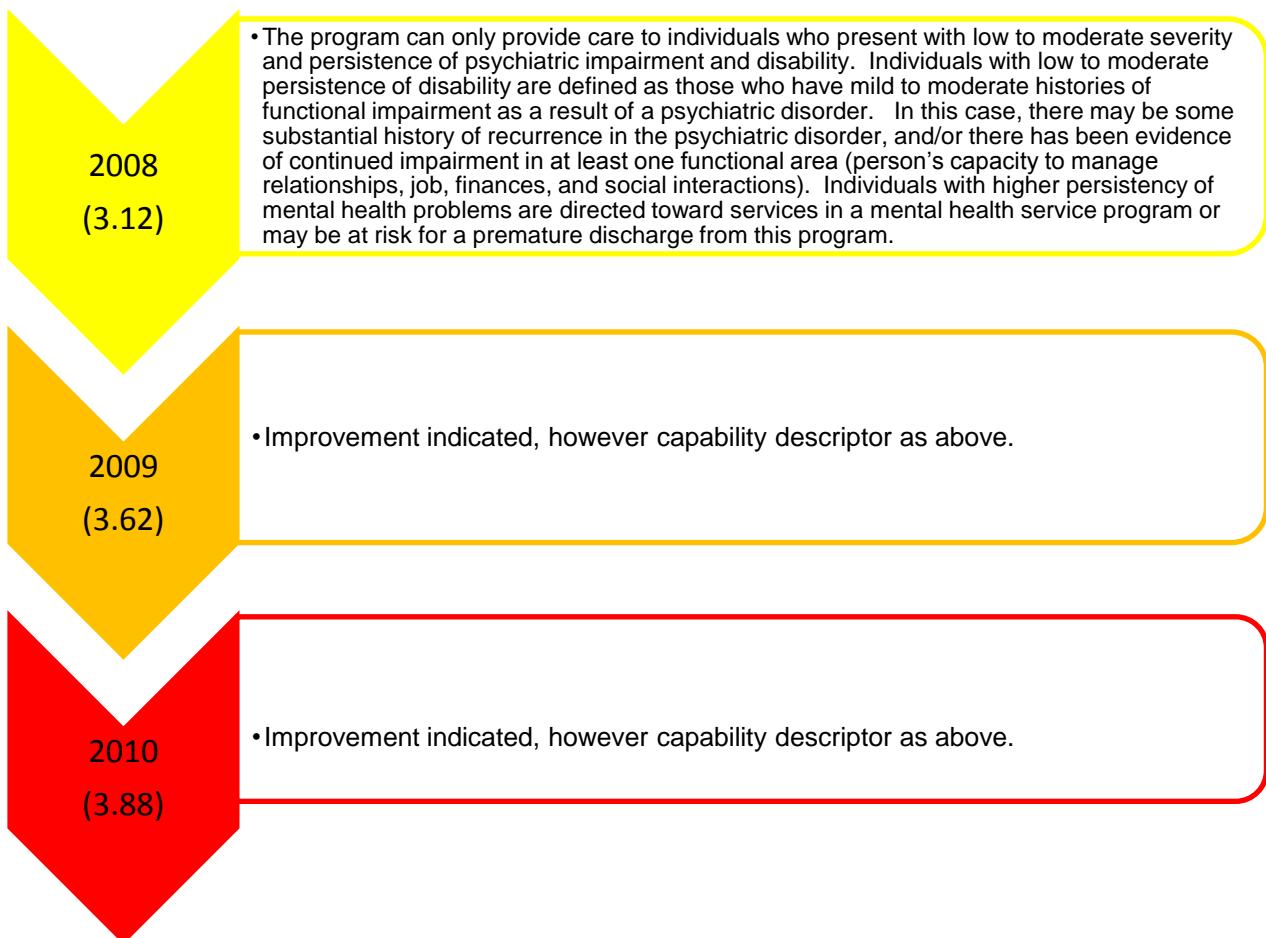 2008
(3.12)
•The program can only provide care to individuals who present with low to moderate severity
and persistence of psychiatric impairment and disability.  Individuals with low to moderate
persistence of disability are defined as those who have mild to moderate histories of
functional impairment as a result of a psychiatric disorder.   In this case, there may be some
substantial history of recurrence in the psychiatric disorder, and/or there has been evidence
of continued impairment in at least one functional area (person's capacity to manage
relationships, job, finances, and social interactions).  Individuals with higher persistency of
mental health problems are directed toward services in a mental health service program or
may be at risk for a premature discharge from this program.
2009
(3.62)
•Improvement indicated, however capability descriptor as above.
2010
(3.88)
•Improvement indicated, however capability descriptor as above.